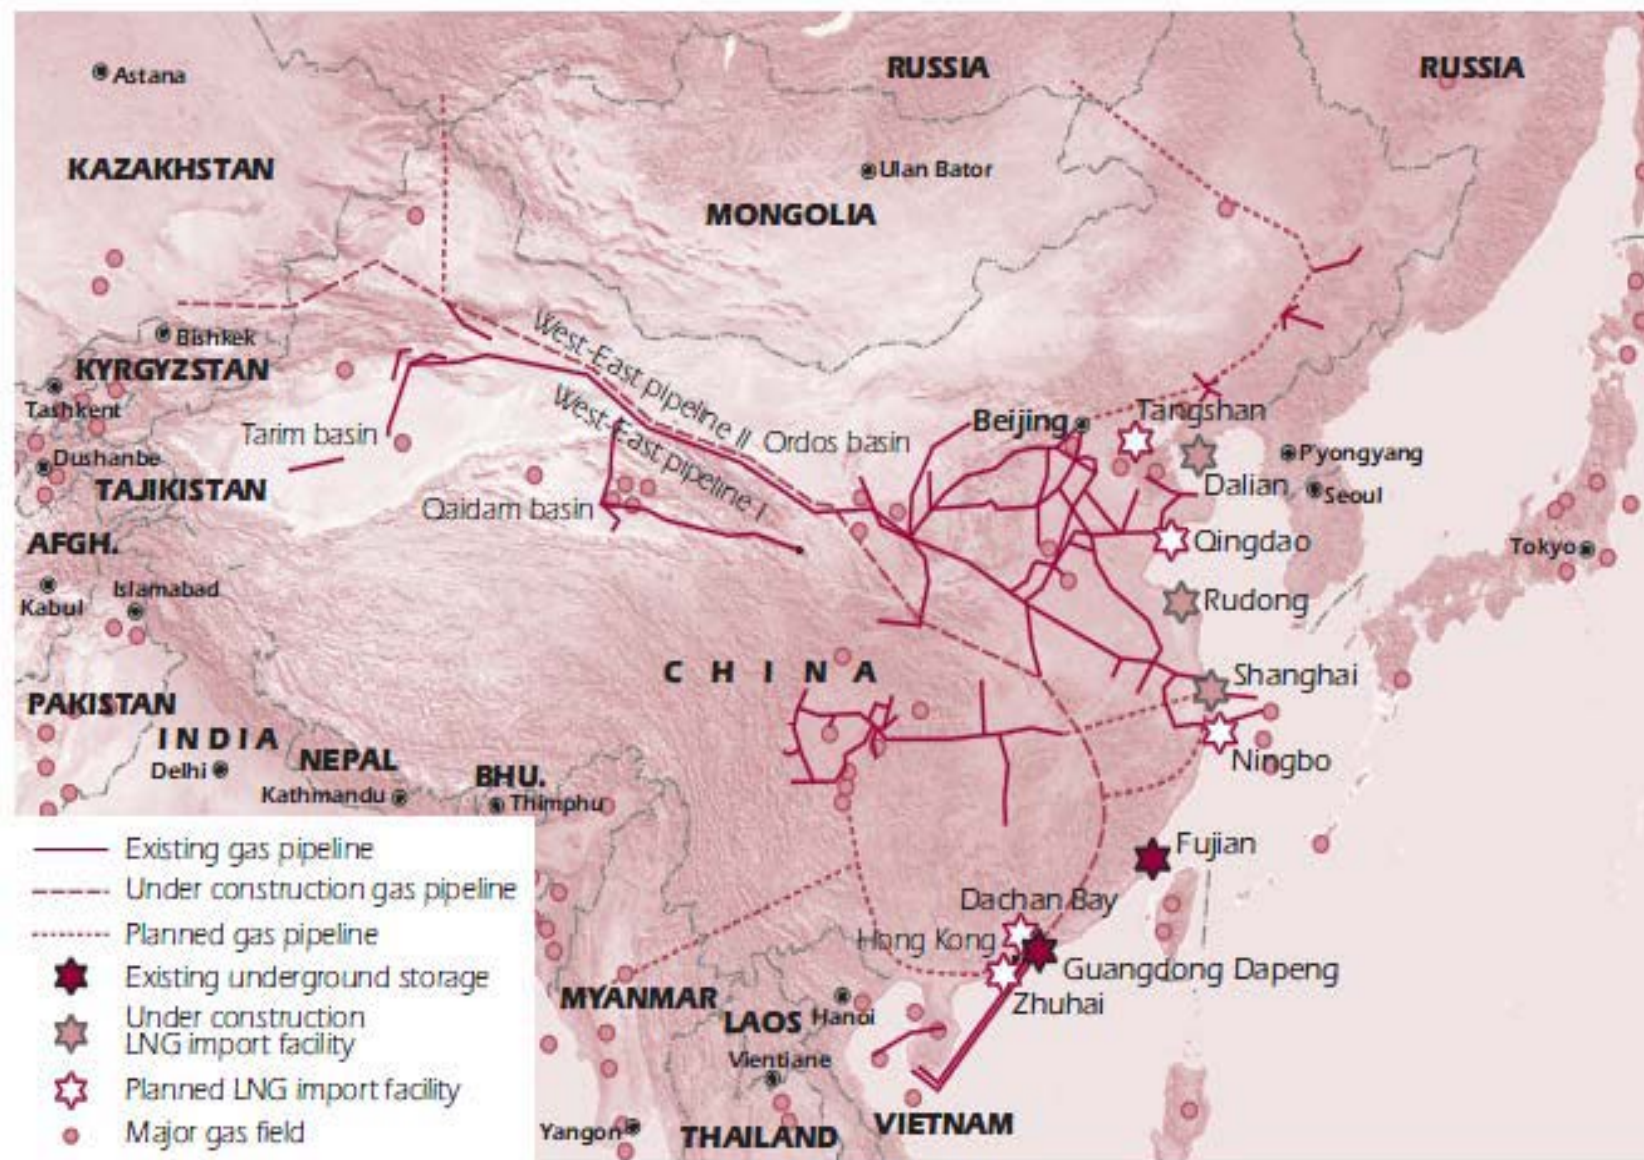 RUSSIA
RUSSIA
Astana
KAZAKHSTAN
Ulan Bator
MONGOLIA
Bishkek
KYRGYZSTAN
West-East pipeline II
West-East pipeline I
Tashkent
Tarim basin
Ordos basin
Beijing
Tangshan
Dushanbe
P'yongyang
TAJIKISTAN
Dalian
Seoul
Qaidam basin
AFGH.
Qingdao
Tokyo
Kabul
Islamabad
Rudong
C H I N A
Shanghai
PAKISTAN
I N D I A
Delhi
NEPAL
Kathmandu
BHU.
Thimphu
Ningbo
Fujian
Dachan Bay
Hong Kong
Guangdong Dapeng
Zhuhai
MYANMAR
LAOS
Hanoi
Vientiane
Yangon
THAILAND
VIETNAM
Existing gas pipeline
Under construction gas pipeline
Planned gas pipeline
Existing underground storage
Under construction
LNG import facility
Planned LNG import facility
Major gas field